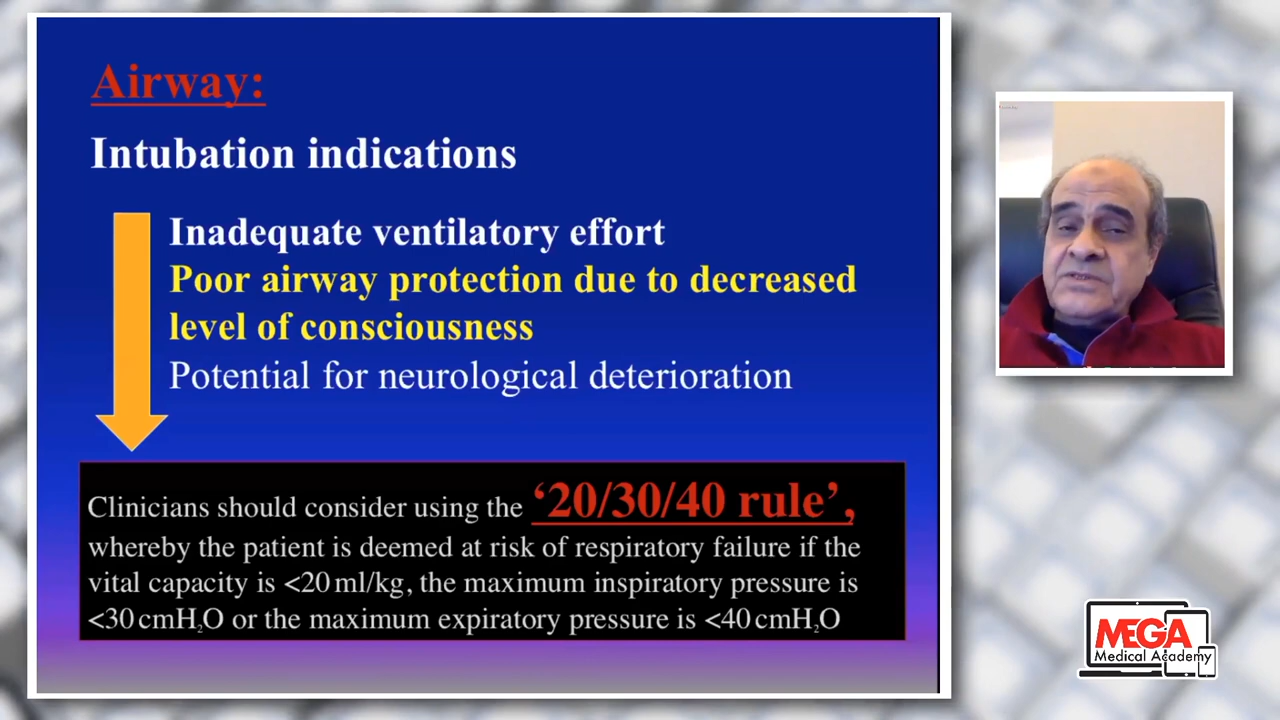 Airway:
Intubation indications
Inadequate ventilatory effort
Poor airway protection due to decreased
level of consciousness
Potential for neurological deterioration
Clinicians should consider using the ‘20/30/40 rule’,
whereby the patient is deemed at risk of respiratory failure if the
vital capacity is <20 ml/kg, the maximum inspiratory pressure is
<30 cmH₂O or the maximum expiratory pressure is <40 cmH₂O
MEGA
Medical Academy